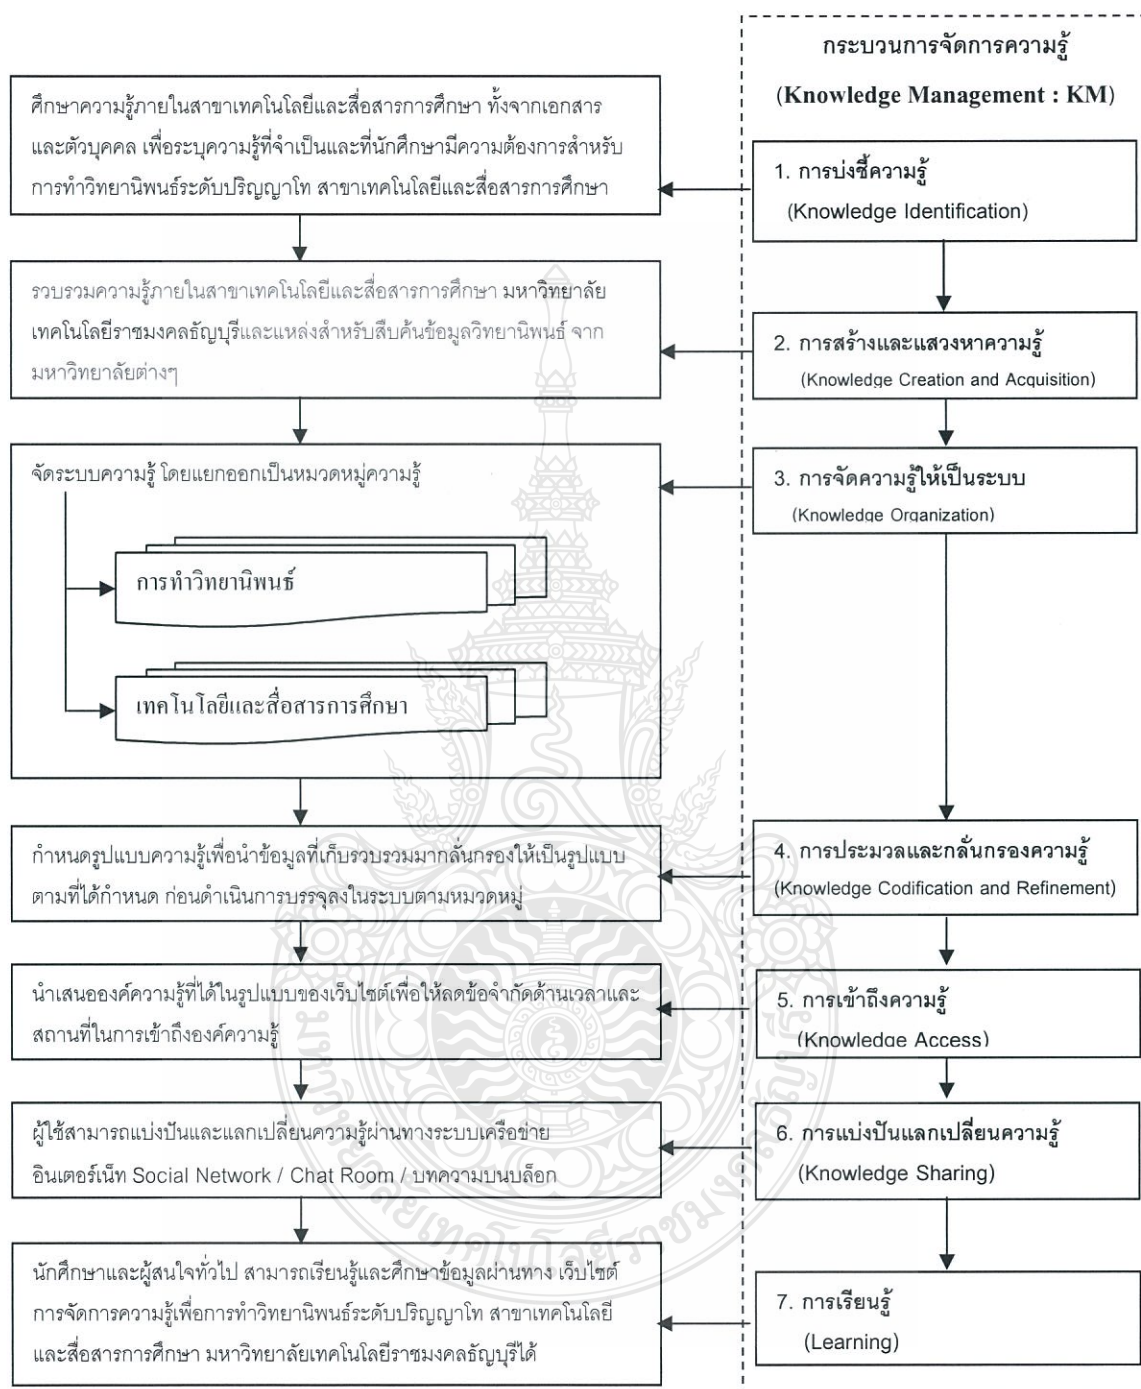 กระบวนการจัดการความรู้
(Knowledge Management : KM)
ศึกษาความรู้ภายในสาขาเทคโนโลยีและสื่อสารการศึกษา ทั้งจากเอกสาร
และตัวบุคคล เพื่อระบุความรู้ที่จำเป็นและที่นักศึกษามีความต้องการสำหรับ
การทำวิทยานิพนธ์ระดับปริญญาโท สาขาเทคโนโลยีและสื่อสารการศึกษา
1. การบ่งชี้ความรู้
(Knowledge Identification)
รวบรวมความรู้ภายในสาขาเทคโนโลยีและสื่อสารการศึกษา มหาวิทยาลัย
เทคโนโลยีราชมงคลธัญบุรีและแหล่งสำหรับสืบค้นข้อมูลวิทยานิพนธ์ จาก
มหาวิทยาลัยต่างๆ
2. การสร้างและแสวงหาความรู้
(Knowledge Creation and Acquisition)
จัดระบบความรู้ โดยแยกออกเป็นหมวดหมู่ความรู้
การทำวิทยานิพนธ์
เทคโนโลยีและสื่อสารการศึกษา
3. การจัดความรู้ให้เป็นระบบ
(Knowledge Organization)
กำหนดรูปแบบความรู้เพื่อนำข้อมูลที่เก็บรวบรวมมากลั่นกรองให้เป็นรูปแบบ
ตามที่ได้กำหนด ก่อนดำเนินการบรรจุลงในระบบตามหมวดหมู่
4. การประมวลและกลั่นกรองความรู้
(Knowledge Codification and Refinement)
นำเสนอองค์ความรู้ที่ได้ในรูปแบบของเว็บไซต์เพื่อให้ลดข้อจำกัดด้านเวลาและ
สถานที่ในการเข้าถึงองค์ความรู้
5. การเข้าถึงความรู้
(Knowledge Access)
ผู้ใช้สามารถแบ่งปันและแลกเปลี่ยนความรู้ผ่านทางระบบเครือข่าย
อินเตอร์เน็ท Social Network / Chat Room / บทความบนบล็อก
6. การแบ่งปันแลกเปลี่ยนความรู้
(Knowledge Sharing)
นักศึกษาและผู้สนใจทั่วไป สามารถเรียนรู้และศึกษาข้อมูลผ่านทาง เว็บไซต์
การจัดการความรู้เพื่อการทำวิทยานิพนธ์ระดับปริญญาโท สาขาเทคโนโลยี
และสื่อสารการศึกษา มหาวิทยาลัยเทคโนโลยีราชมงคลธัญบุรีได้
7. การเรียนรู้
(Learning)
มหาวิทยาลัยเทคโนโลยีราชมงคลธัญบุรี